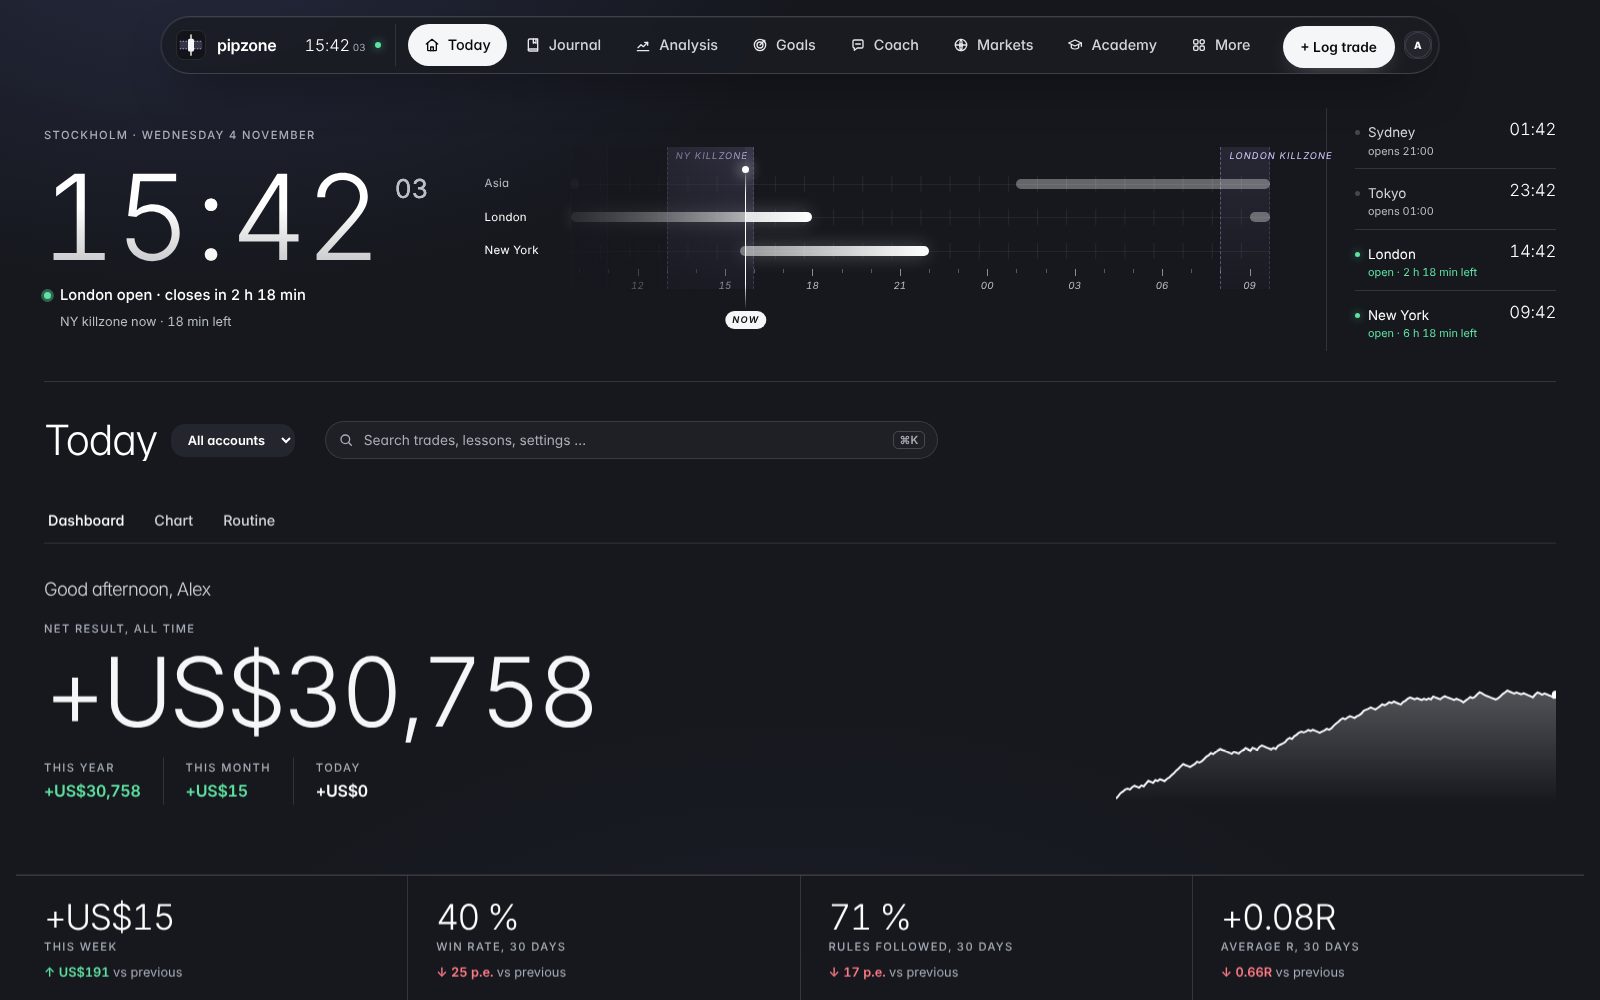 pipzone
15:42 03
Today
Journal
Analysis
Goals
Coach
Markets
Academy
More
+ Log trade
A
STOCKHOLM · WEDNESDAY 4 NOVEMBER
15:42 03
London open · closes in 2 h 18 min
NY killzone now · 18 min left
NY KILLZONE
LONDON KILLZONE
Asia
London
New York
12 15 18 21 00 03 06 09
NOW
Sydney 01:42
opens 21:00
Tokyo 23:42
opens 01:00
London 14:42
open · 2 h 18 min left
New York 09:42
open · 6 h 18 min left
Today
All accounts
Search trades, lessons, settings ...
⌘K
Dashboard
Chart
Routine
Good afternoon, Alex
NET RESULT, ALL TIME
+US$30,758
THIS YEAR
+US$30,758
THIS MONTH
+US$15
TODAY
+US$0
+US$15
THIS WEEK
↑ US$191 vs previous
40 %
WIN RATE, 30 DAYS
↓ 25 p.e. vs previous
71 %
RULES FOLLOWED, 30 DAYS
↓ 17 p.e. vs previous
+0.08R
AVERAGE R, 30 DAYS
↓ 0.66R vs previous